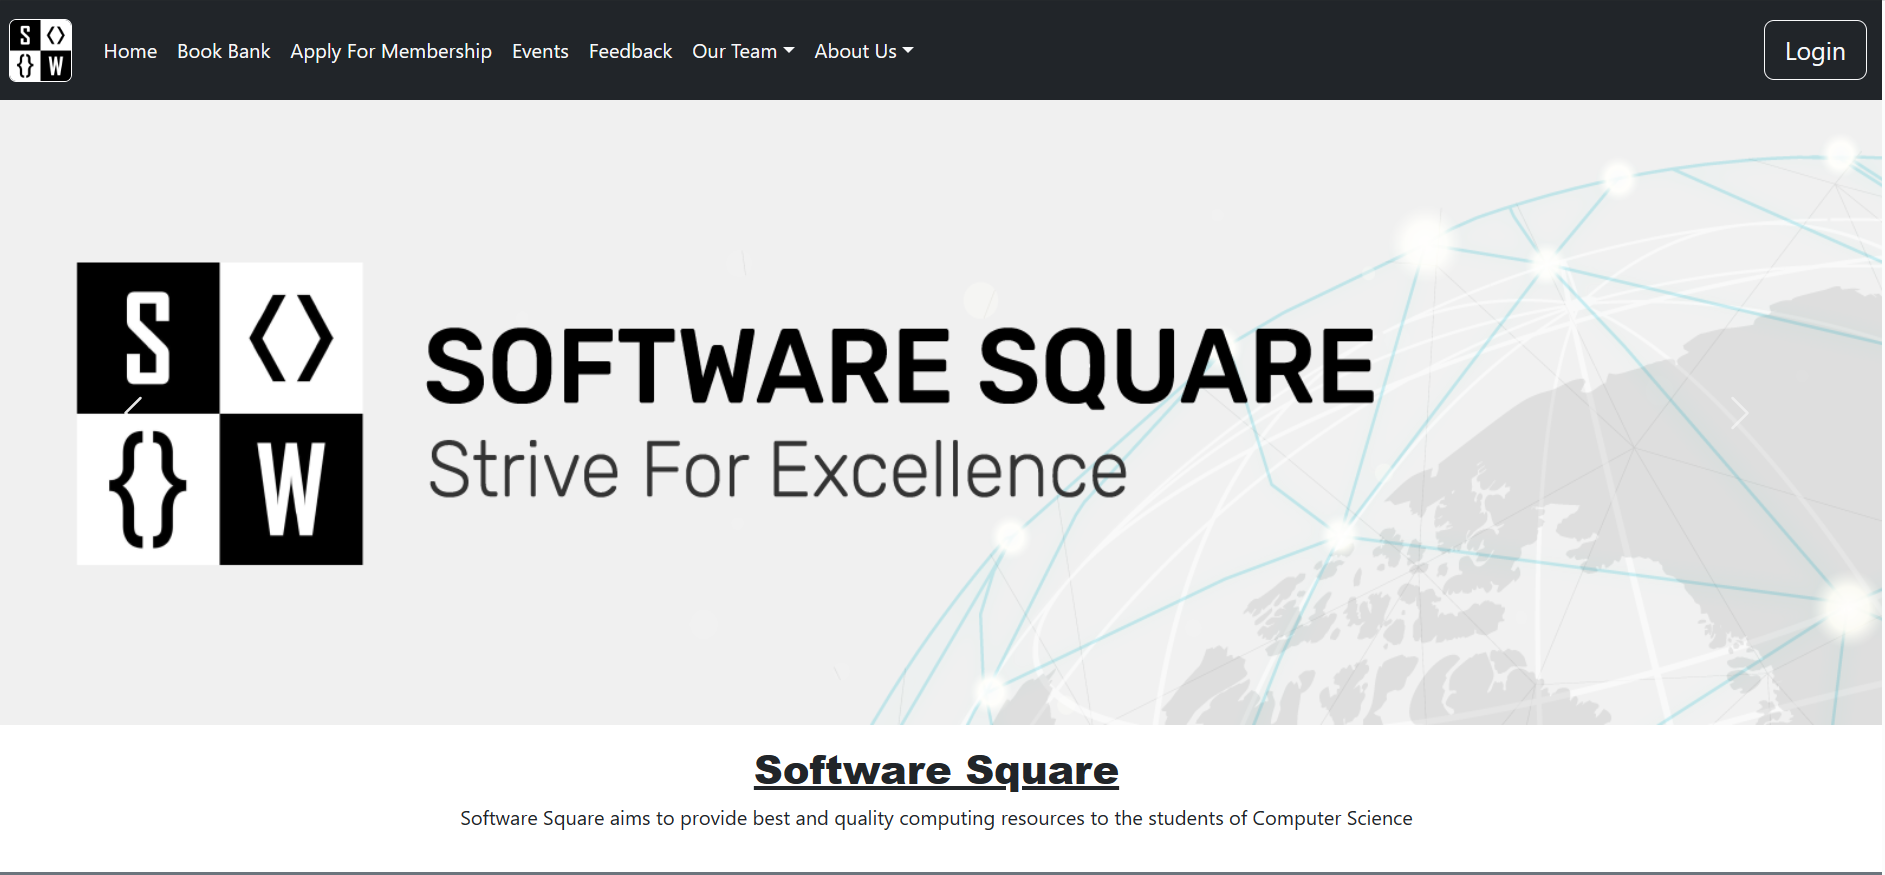 S <>
{} W
Home Book Bank Apply For Membership Events Feedback Our Team About Us Login
S <>
{} W
SOFTWARE SQUARE
Strive For Excellence
Software Square
Software Square aims to provide best and quality computing resources to the students of Computer Science